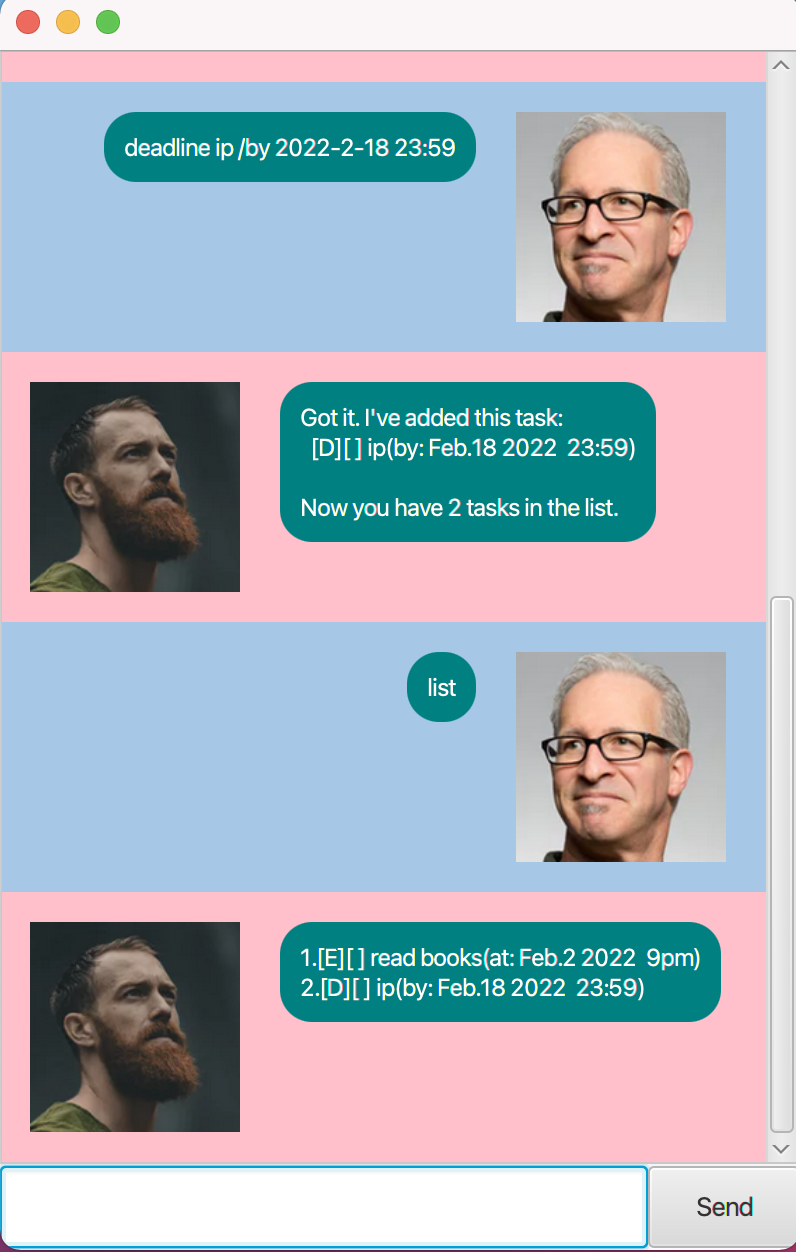 deadline ip /by 2022-2-18 23:59
Got it. I've added this task:
[D][ ] ip(by: Feb.18 2022  23:59)
Now you have 2 tasks in the list.
list
1.[E][ ] read books(at: Feb.2 2022  9pm)
2.[D][ ] ip(by: Feb.18 2022  23:59)
Send